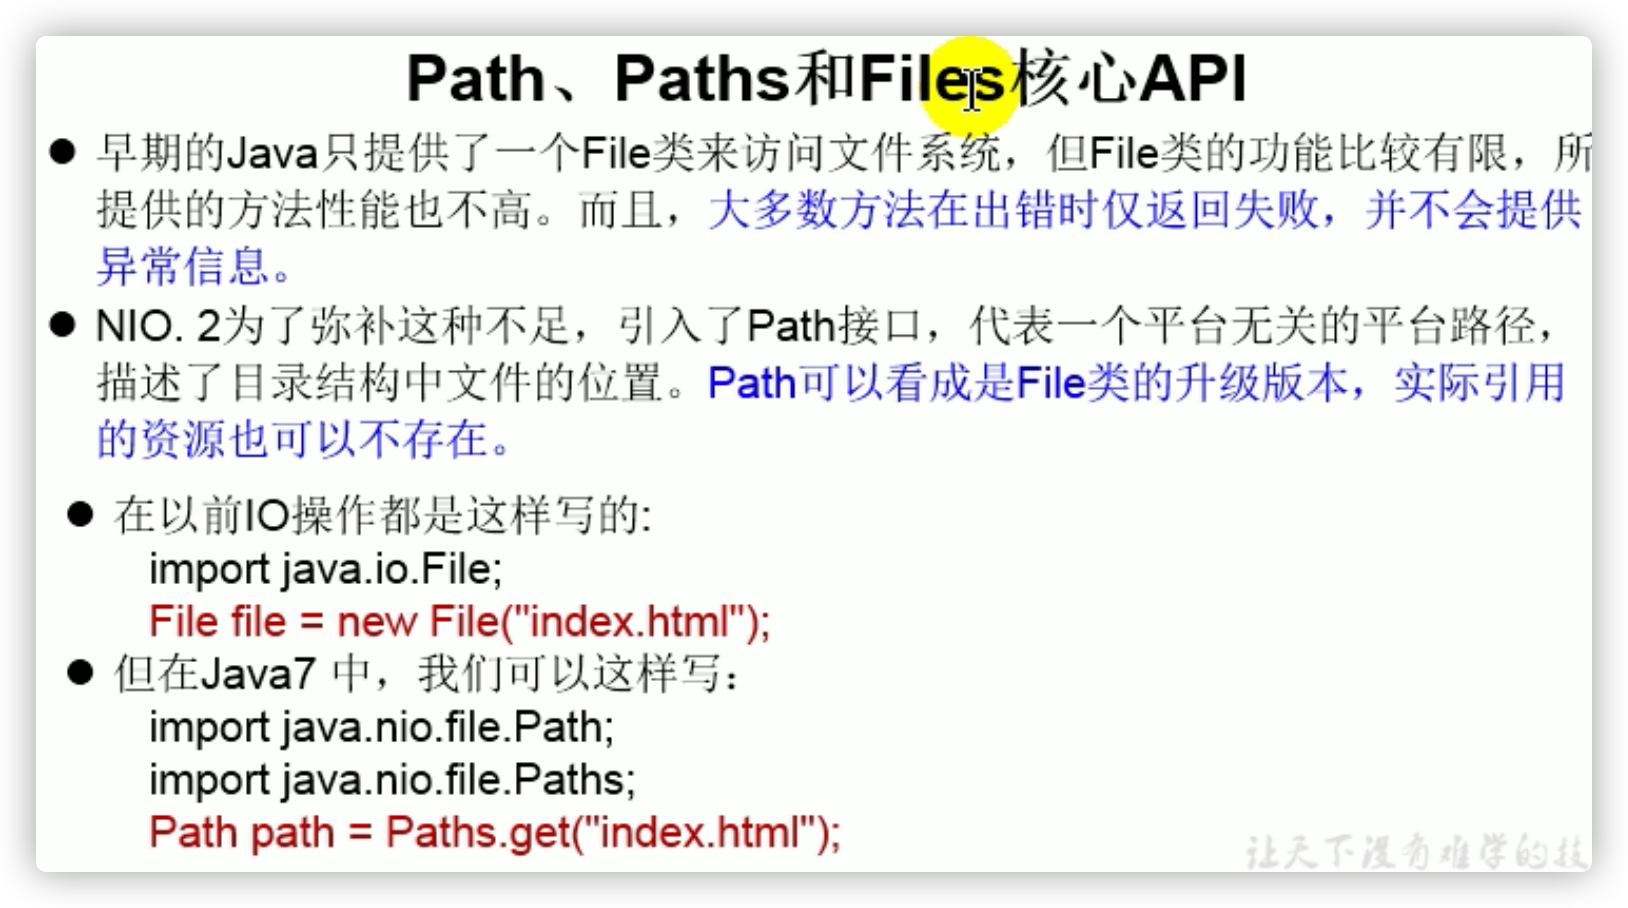 Path、Paths和Files核心API
● 早期的Java只提供了一个File类来访问文件系统，但File类的功能比较有限，所
提供的方法性能也不高。而且，大多数方法在出错时仅返回失败，并不会提供
异常信息。
● NIO. 2为了弥补这种不足，引入了Path接口，代表一个平台无关的平台路径，
描述了目录结构中文件的位置。Path可以看成是File类的升级版本，实际引用
的资源也可以不存在。
● 在以前IO操作都是这样写的:
import java.io.File;
File file = new File("index.html");
● 但在Java7 中，我们可以这样写：
import java.nio.file.Path;
import java.nio.file.Paths;
Path path = Paths.get("index.html");
让天下没有难学的技